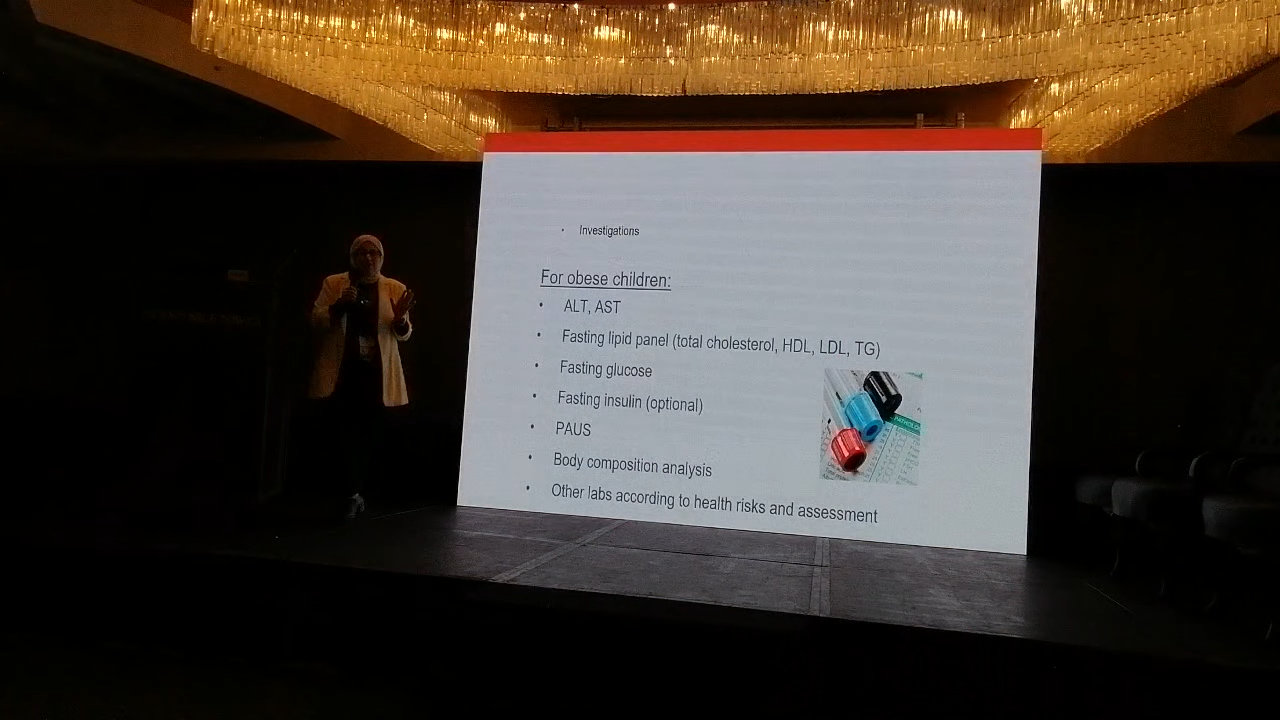 • Investigations
For obese children:
• ALT, AST
• Fasting lipid panel (total cholesterol, HDL, LDL, TG)
• Fasting glucose
• Fasting insulin (optional)
• PAUS
• Body composition analysis
• Other labs according to health risks and assessment